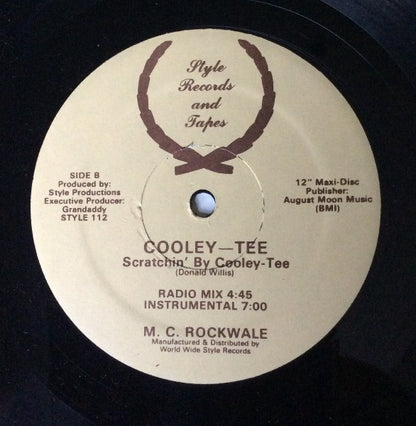 Style
Records
and
Tapes
SIDE B
Produced by:
Style Productions
Executive Producer:
Grandaddy
STYLE 112
12" Maxi-Disc
Publisher:
August Moon Music
(BMI)
COOLEY—TEE
Scratchin' By Cooley-Tee
(Donald Willis)
RADIO MIX 4:45
INSTRUMENTAL 7:00
M. C. ROCKWALE
Manufactured & Distributed by
World Wide Style Records